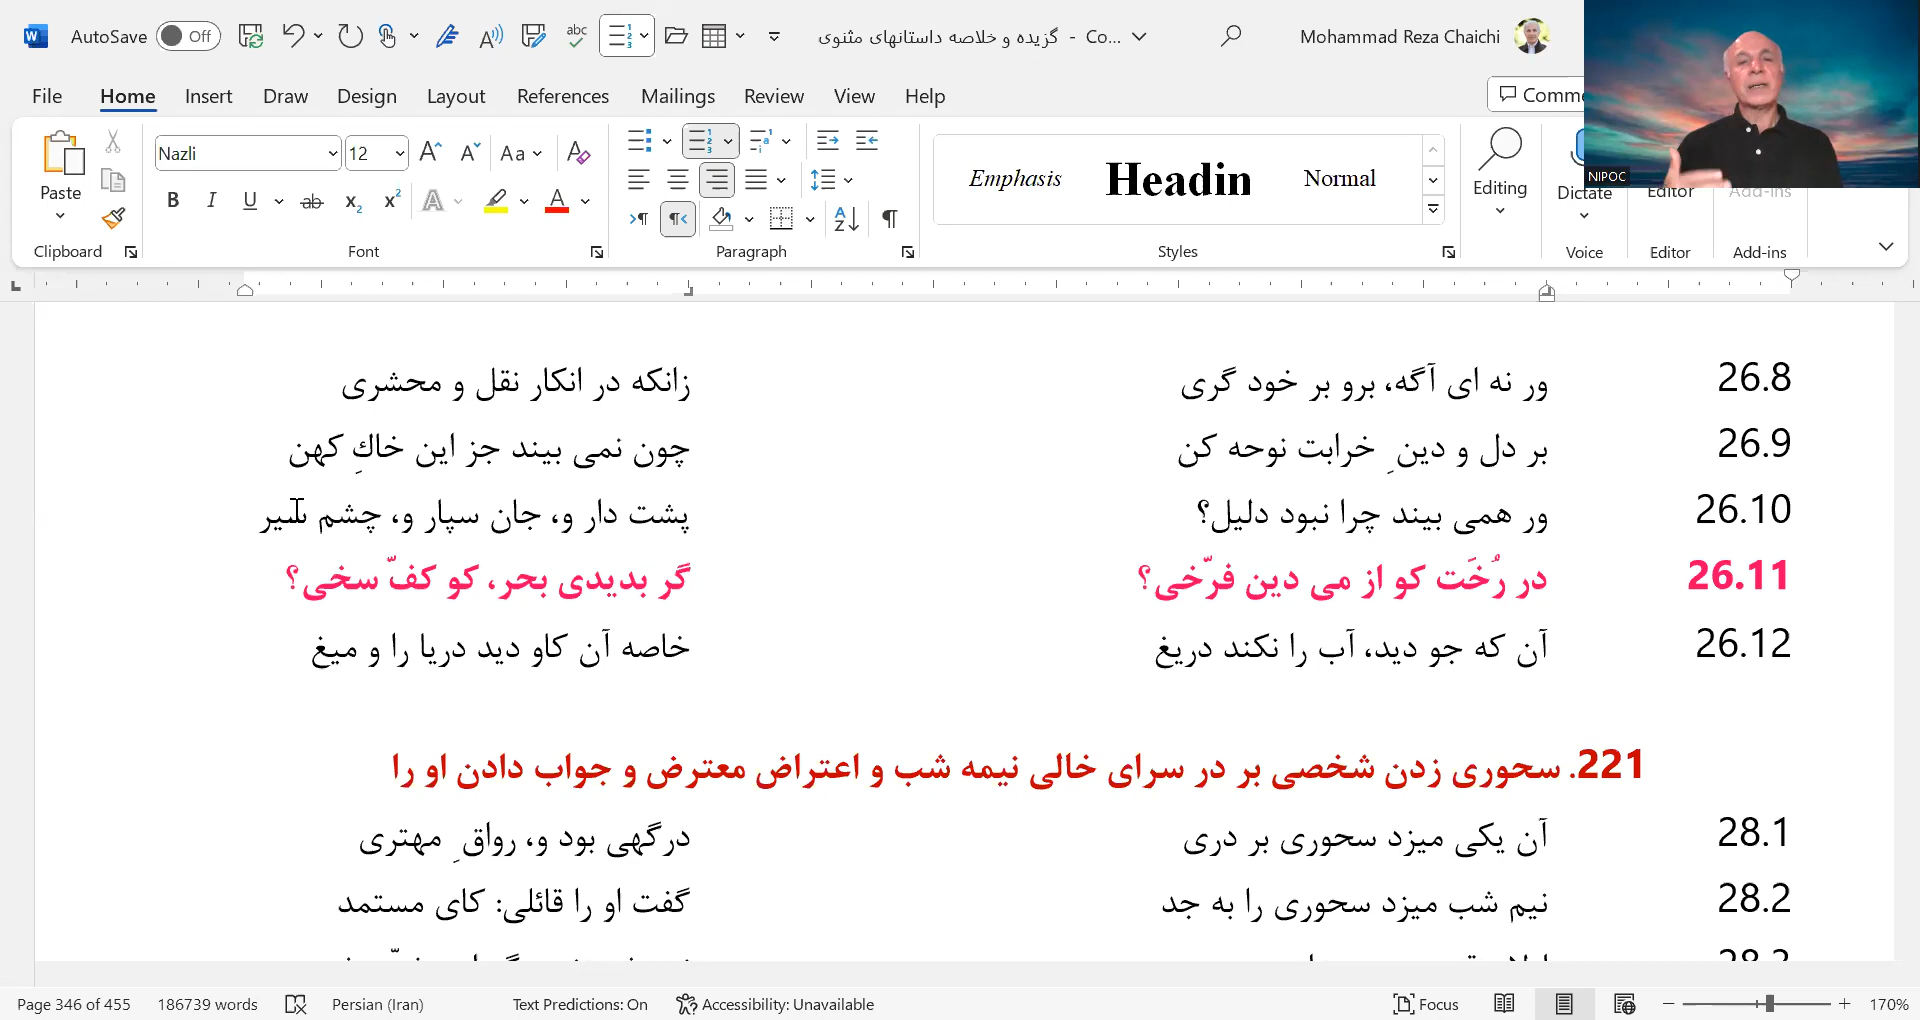 AutoSave Off گزیده و خلاصه داستانهای مثنوی - Co... Mohammad Reza Chaichi
File Home Insert Draw Design Layout References Mailings Review View Help Comme
NIPOC
Paste Nazli 12 Aa Emphasis Headin Normal Editing Dictate Editor Add-ins
Clipboard Font Paragraph Styles Voice Editor Add-ins
26.8 ور نه ای آگه، برو بر خود گری زانکه در انکار نقل و محشری
26.9 بر دل و دینِ خرابت نوحه کن چون نمی بیند جز این خاكِ کهن
26.10 ور همی بیند چرا نبود دلیل؟ پشت دار و، جان سپار و، چشم
26.11 در رُخَت کو از می دین فرّخی؟ گر بدیدی بحر، کو کفّ سخی؟
26.12 آن که جو دید، آب را نکند دریغ خاصه آن کاو دید دریا را و میغ
221. سحوری زدن شخصی بر در سرای خالی نیمه شب و اعتراض معترض و جواب دادن او را
28.1 آن یکی میزد سحوری بر دری درگهی بود و، رواقِ مهتری
28.2 نیم شب میزد سحوری را به جد گفت او را قائلی: کای مستمد
Page 346 of 455 186739 words Persian (Iran) Text Predictions: On Accessibility: Unavailable Focus 170%